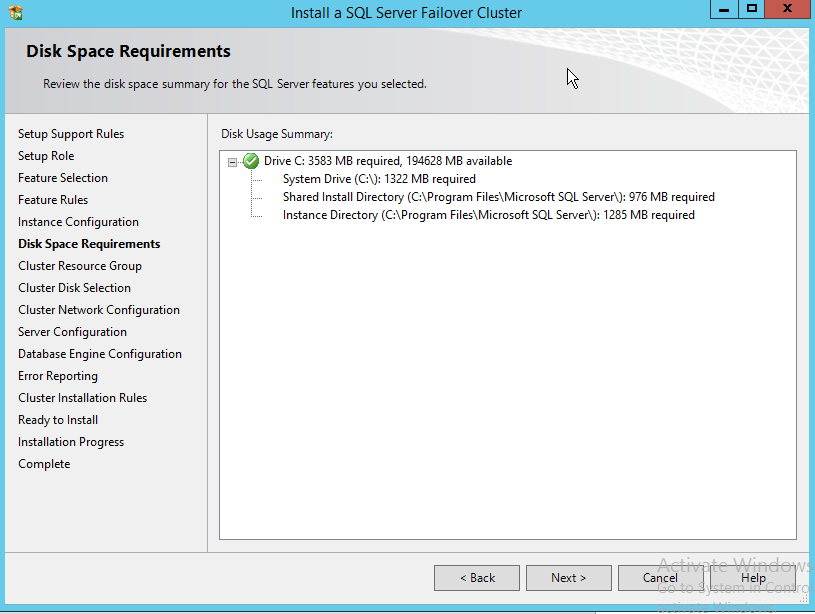 Install a SQL Server Failover Cluster
Disk Space Requirements
Review the disk space summary for the SQL Server features you selected.
Setup Support Rules
Setup Role
Feature Selection
Feature Rules
Instance Configuration
Disk Space Requirements
Cluster Resource Group
Cluster Disk Selection
Cluster Network Configuration
Server Configuration
Database Engine Configuration
Error Reporting
Cluster Installation Rules
Ready to Install
Installation Progress
Complete
Disk Usage Summary:
Drive C: 3583 MB required, 194628 MB available
System Drive (C:\): 1322 MB required
Shared Install Directory (C:\Program Files\Microsoft SQL Server\): 976 MB required
Instance Directory (C:\Program Files\Microsoft SQL Server\): 1285 MB required
< Back
Next >
Cancel
Help
Activate Windows
Go to System in Contro